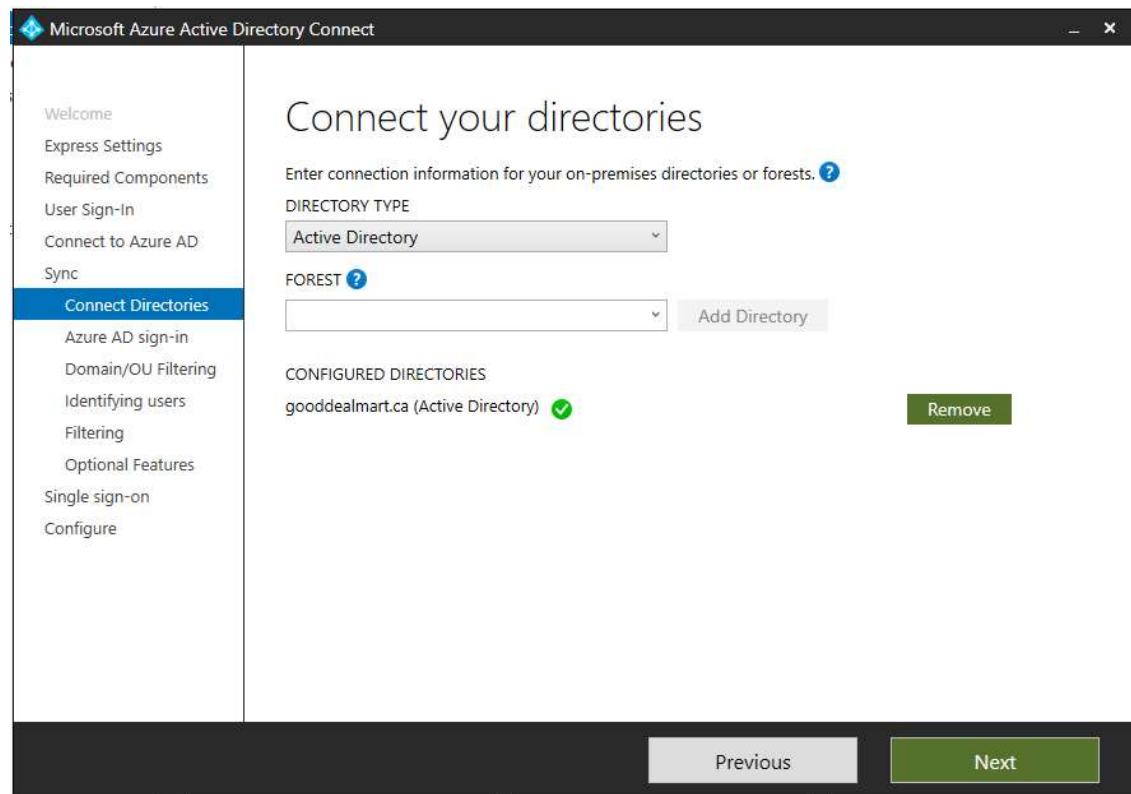 Microsoft Azure Active Directory Connect
Welcome
Express Settings
Required Components
User Sign-In
Connect to Azure AD
Sync
Connect Directories
Azure AD sign-in
Domain/OU Filtering
Identifying users
Filtering
Optional Features
Single sign-on
Configure
Connect your directories
Enter connection information for your on-premises directories or forests. ?
DIRECTORY TYPE
Active Directory
FOREST ?
Add Directory
CONFIGURED DIRECTORIES
gooddealmart.ca (Active Directory)
Remove
Previous
Next